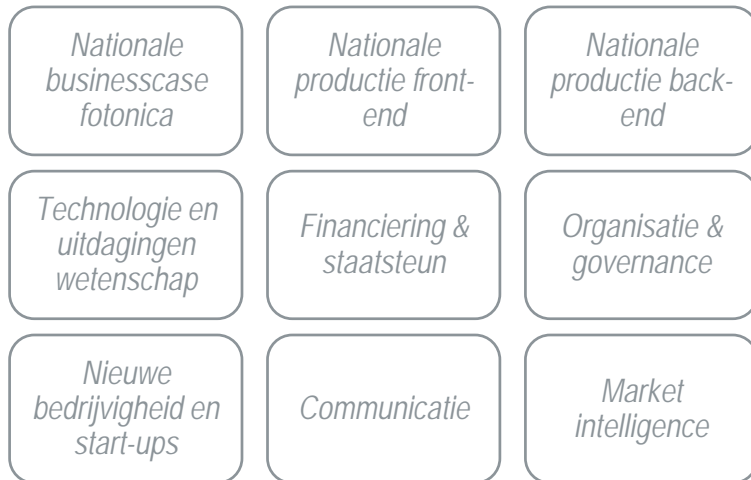 Nationale
businesscase
fotonica
Nationale
productie front-
end
Nationale
productie back-
end
Technologie en
uitdagingen
wetenschap
Financiering &
staatsteun
Organisatie &
governance
Nieuwe
bedrijvigheid en
start-ups
Communicatie
Market
intelligence